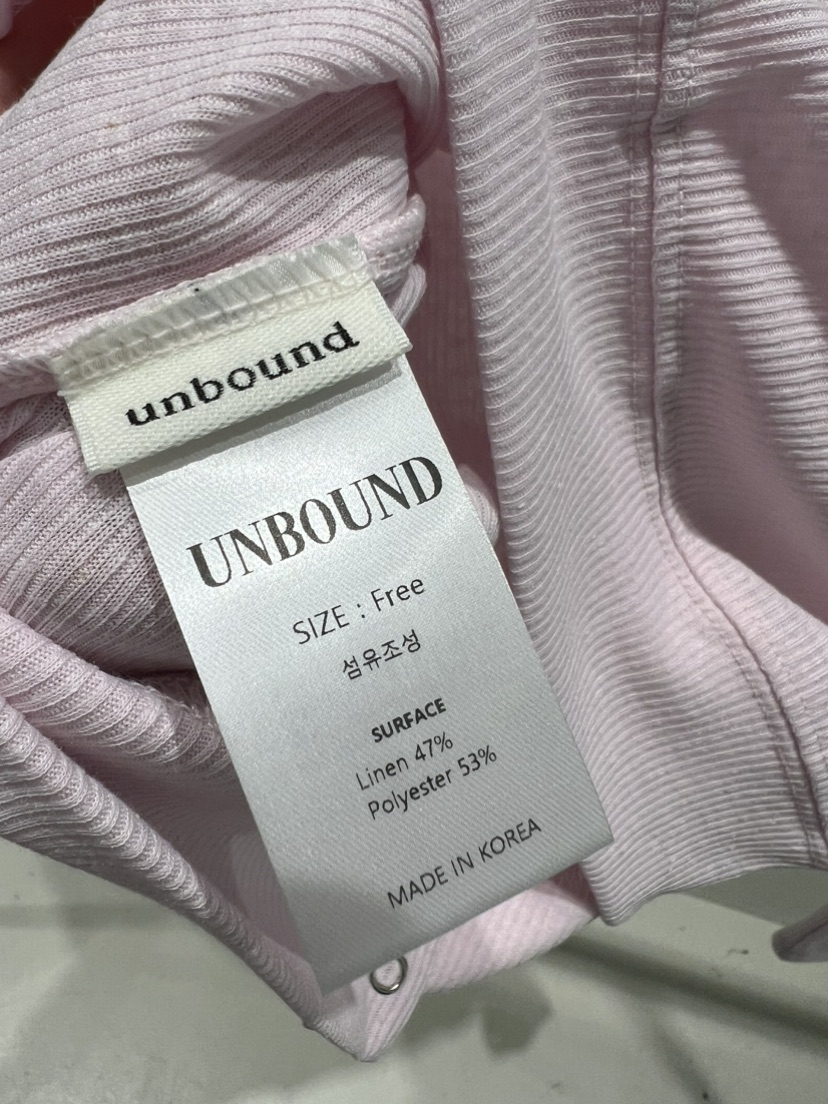 unbound
UNBOUND
SIZE : Free
섬유조성
SURFACE
Linen 47%
Polyester 53%
MADE IN KOREA